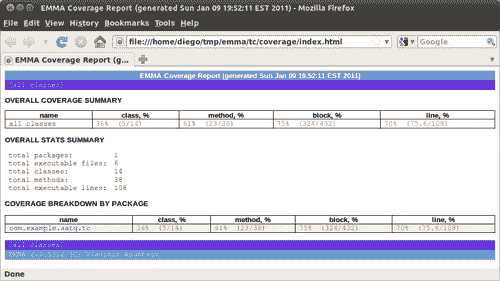 EMMA Coverage Report (generated Sun Jan 09 19:52:11 EST 2011) - Mozilla Firefox
File Edit View History Bookmarks Tools Help
file:///home/diego/tmp/emma/tc/coverage/index.html Google
EMMA Coverage Report (g...
EMMA Coverage Report (generated Sun Jan 09 19:52:11 EST 2011)
[all classes]
OVERALL COVERAGE SUMMARY
name class, % method, % block, % line, %
all classes 36% (5/14) 61% (23/38) 75% (324/432) 70% (75.6/108)
OVERALL STATS SUMMARY
total packages: 1
total executable files: 6
total classes: 14
total methods: 38
total executable lines: 108
COVERAGE BREAKDOWN BY PACKAGE
name class, % method, % block, % line, %
com.example.aatg.tc 36% (5/14) 61% (23/38) 75% (324/432) 70% (75.6/108)
[all classes]
Done